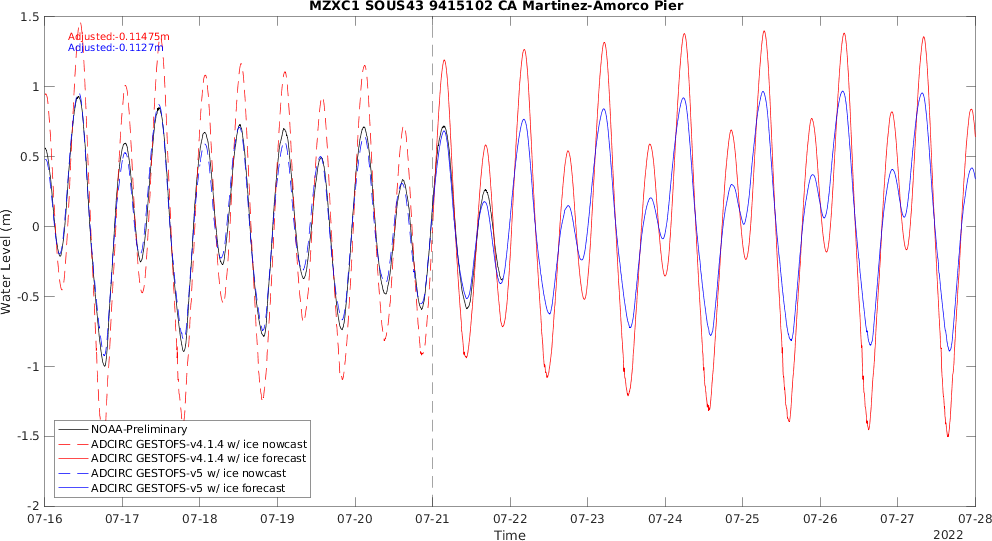 MZXC1 SOUS43 9415102 CA Martinez-Amorco Pier
Adjusted:-0.11475m
Adjusted:-0.1127m
Water Level (m)
1.5
1
0.5
0
-0.5
-1
-1.5
-2
NOAA-Preliminary
ADCIRC GESTOFS-v4.1.4 w/ ice nowcast
ADCIRC GESTOFS-v4.1.4 w/ ice forecast
ADCIRC GESTOFS-v5 w/ ice nowcast
ADCIRC GESTOFS-v5 w/ ice forecast
07-16 07-17 07-18 07-19 07-20 07-21 07-22 07-23 07-24 07-25 07-26 07-27 07-28
Time
2022